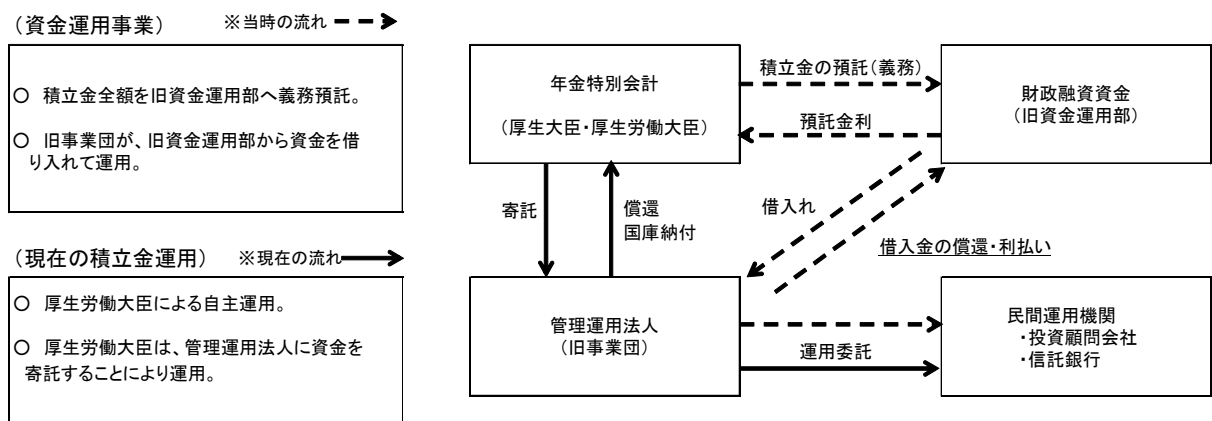 （資金運用事業） ※当時の流れ
○ 積立金全額を旧資金運用部へ義務預託。
○ 旧事業団が、旧資金運用部から資金を借
り入れて運用。
（現在の積立金運用） ※現在の流れ
○ 厚生労働大臣による自主運用。
○ 厚生労働大臣は、管理運用法人に資金を
寄託することにより運用。
年金特別会計
（厚生大臣・厚生労働大臣）
積立金の預託（義務）
預託金利
財政融資資金
（旧資金運用部）
寄託
償還
国庫納付
借入れ
借入金の償還・利払い
管理運用法人
（旧事業団）
運用委託
民間運用機関
・投資顧問会社
・信託銀行